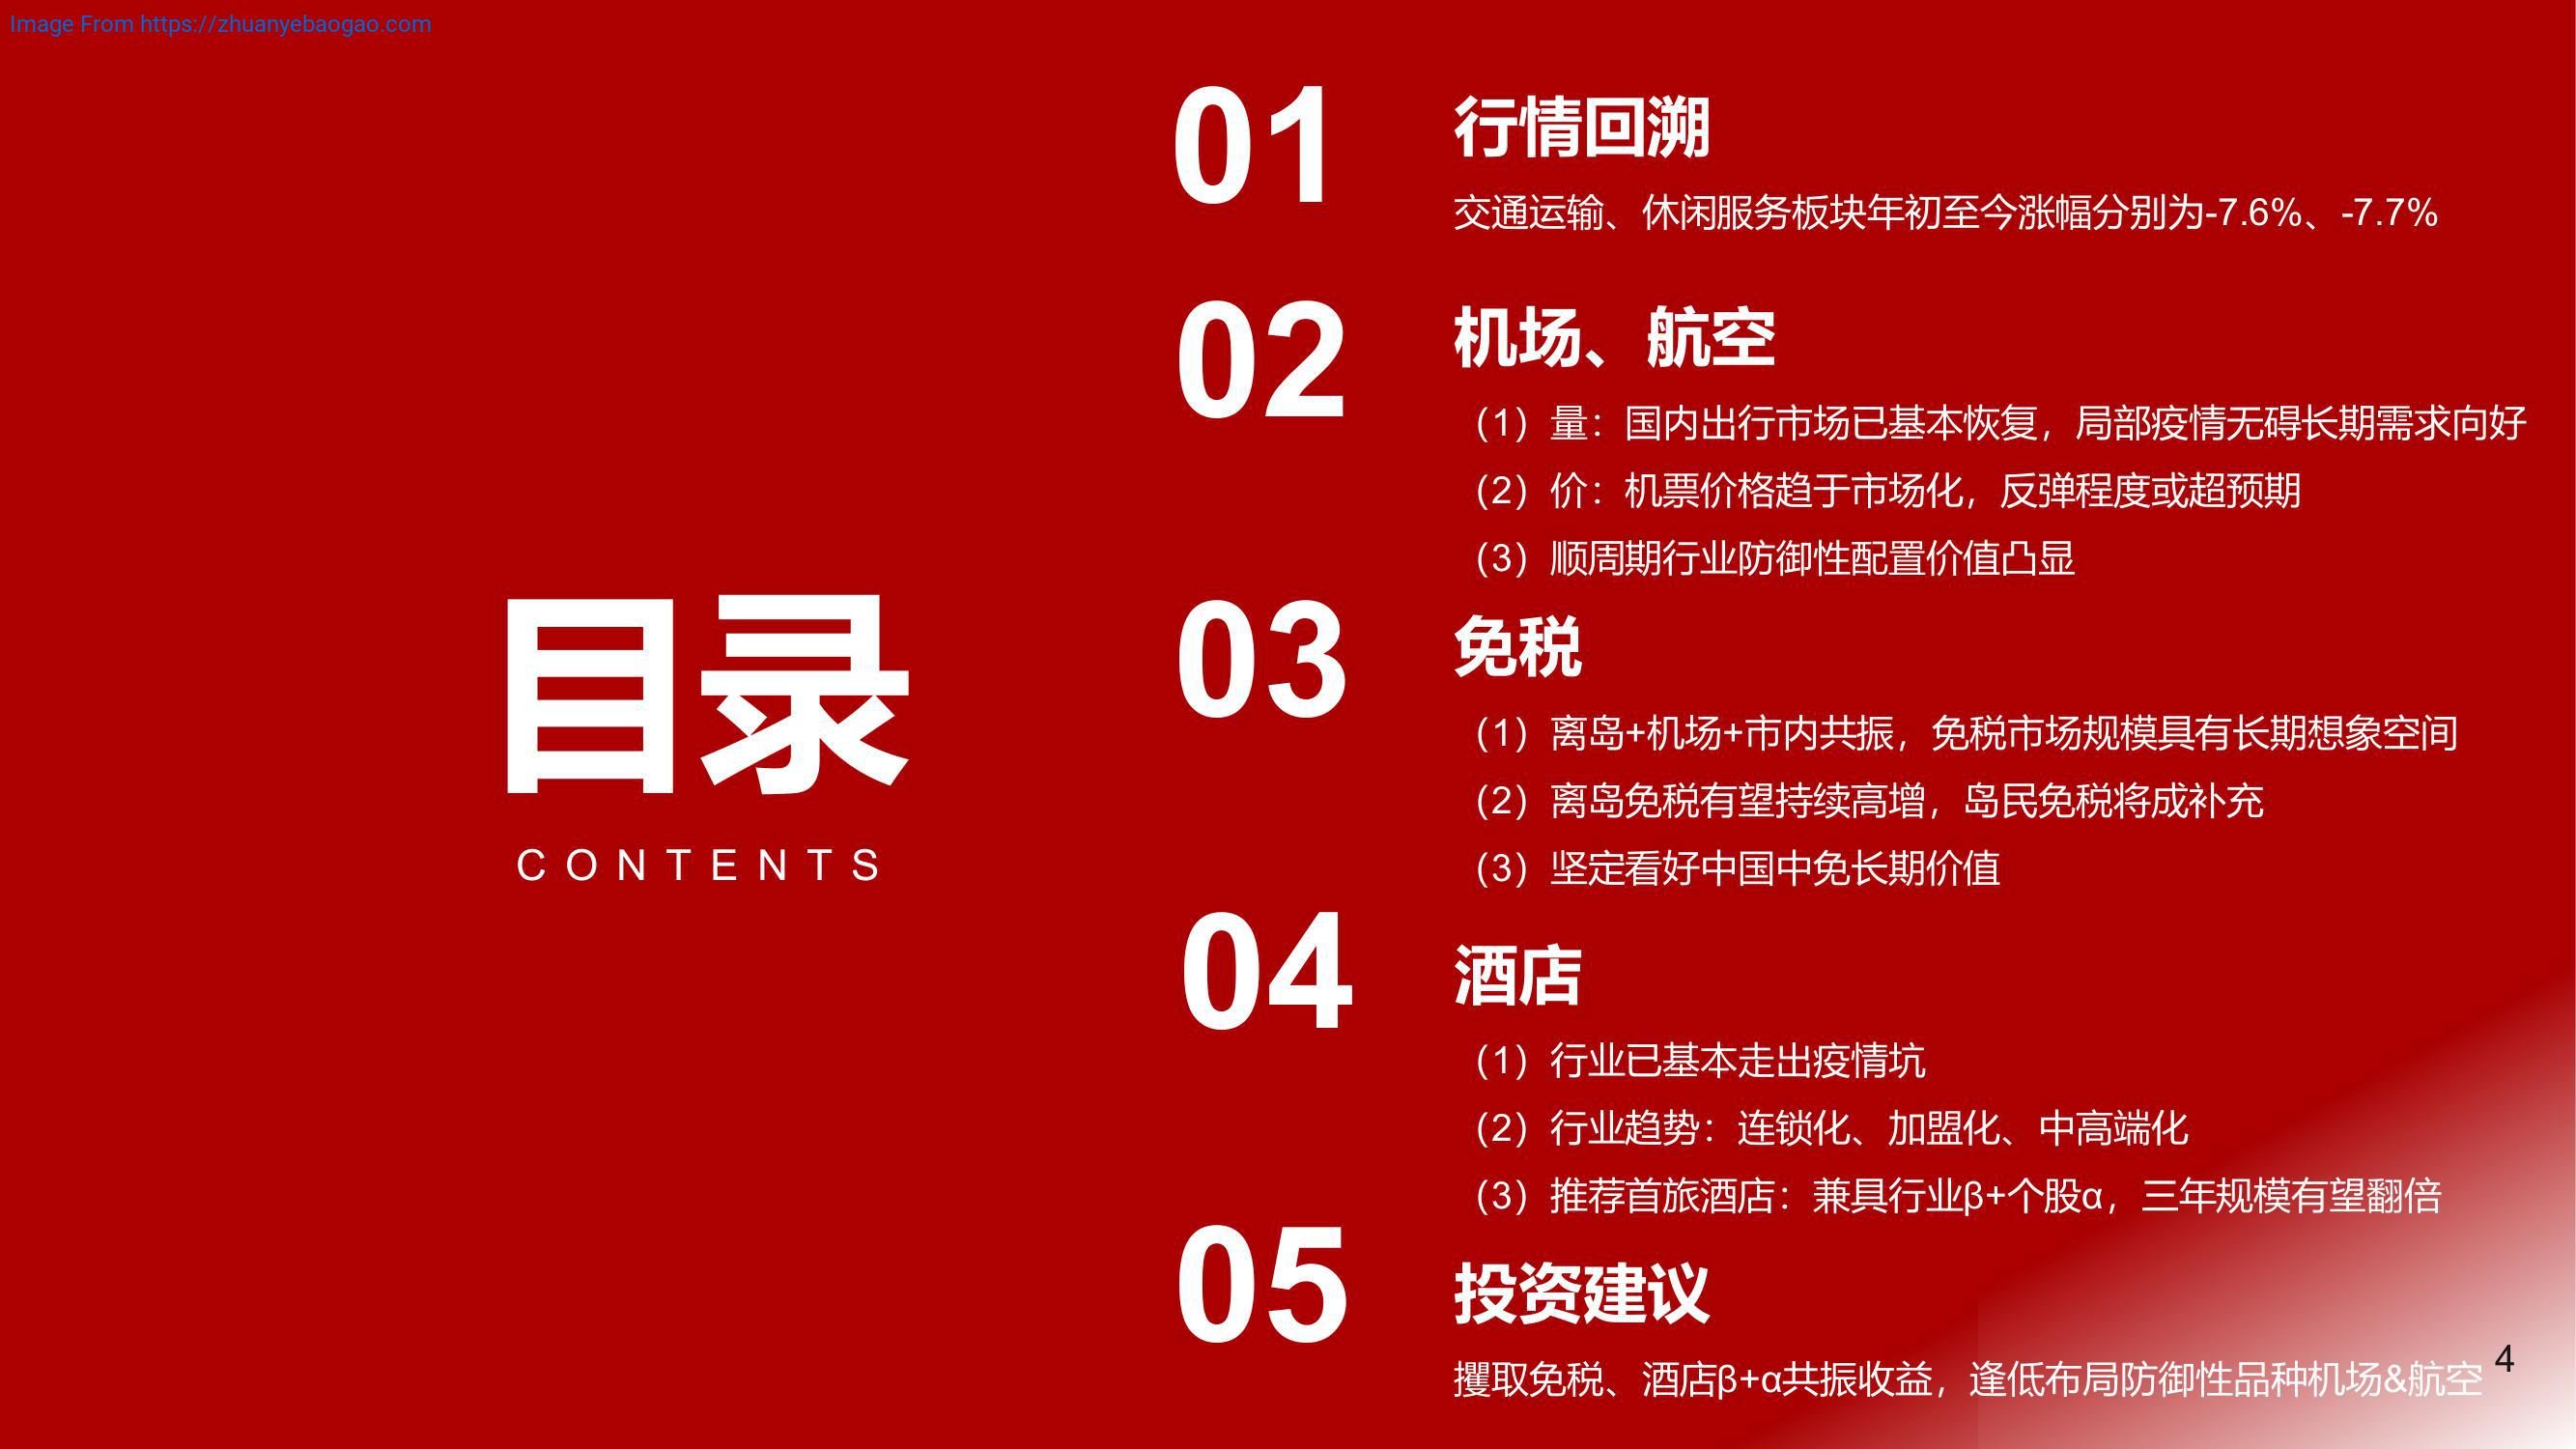 Image From https://zhuanyebaogao.com
目录
CONTENTS
01
行情回溯
交通运输、休闲服务板块年初至今涨幅分别为-7.6%、-7.7%
02
机场、航空
（1）量：国内出行市场已基本恢复，局部疫情无碍长期需求向好
（2）价：机票价格趋于市场化，反弹程度或超预期
（3）顺周期行业防御性配置价值凸显
03
免税
（1）离岛+机场+市内共振，免税市场规模具有长期想象空间
（2）离岛免税有望持续高增，岛民免税将成补充
（3）坚定看好中国中免长期价值
04
酒店
（1）行业已基本走出疫情坑
（2）行业趋势：连锁化、加盟化、中高端化
（3）推荐首旅酒店：兼具行业β+个股α，三年规模有望翻倍
05
投资建议
攫取免税、酒店β+α共振收益，逢低布局防御性品种机场&航空
4